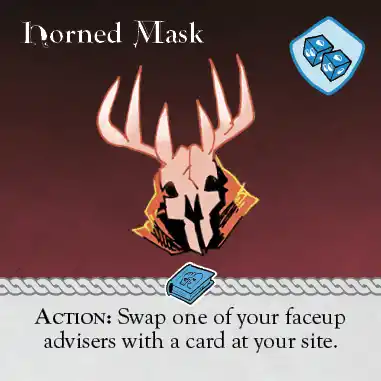 Horned Mask
Action: Swap one of your faceup
advisers with a card at your site.